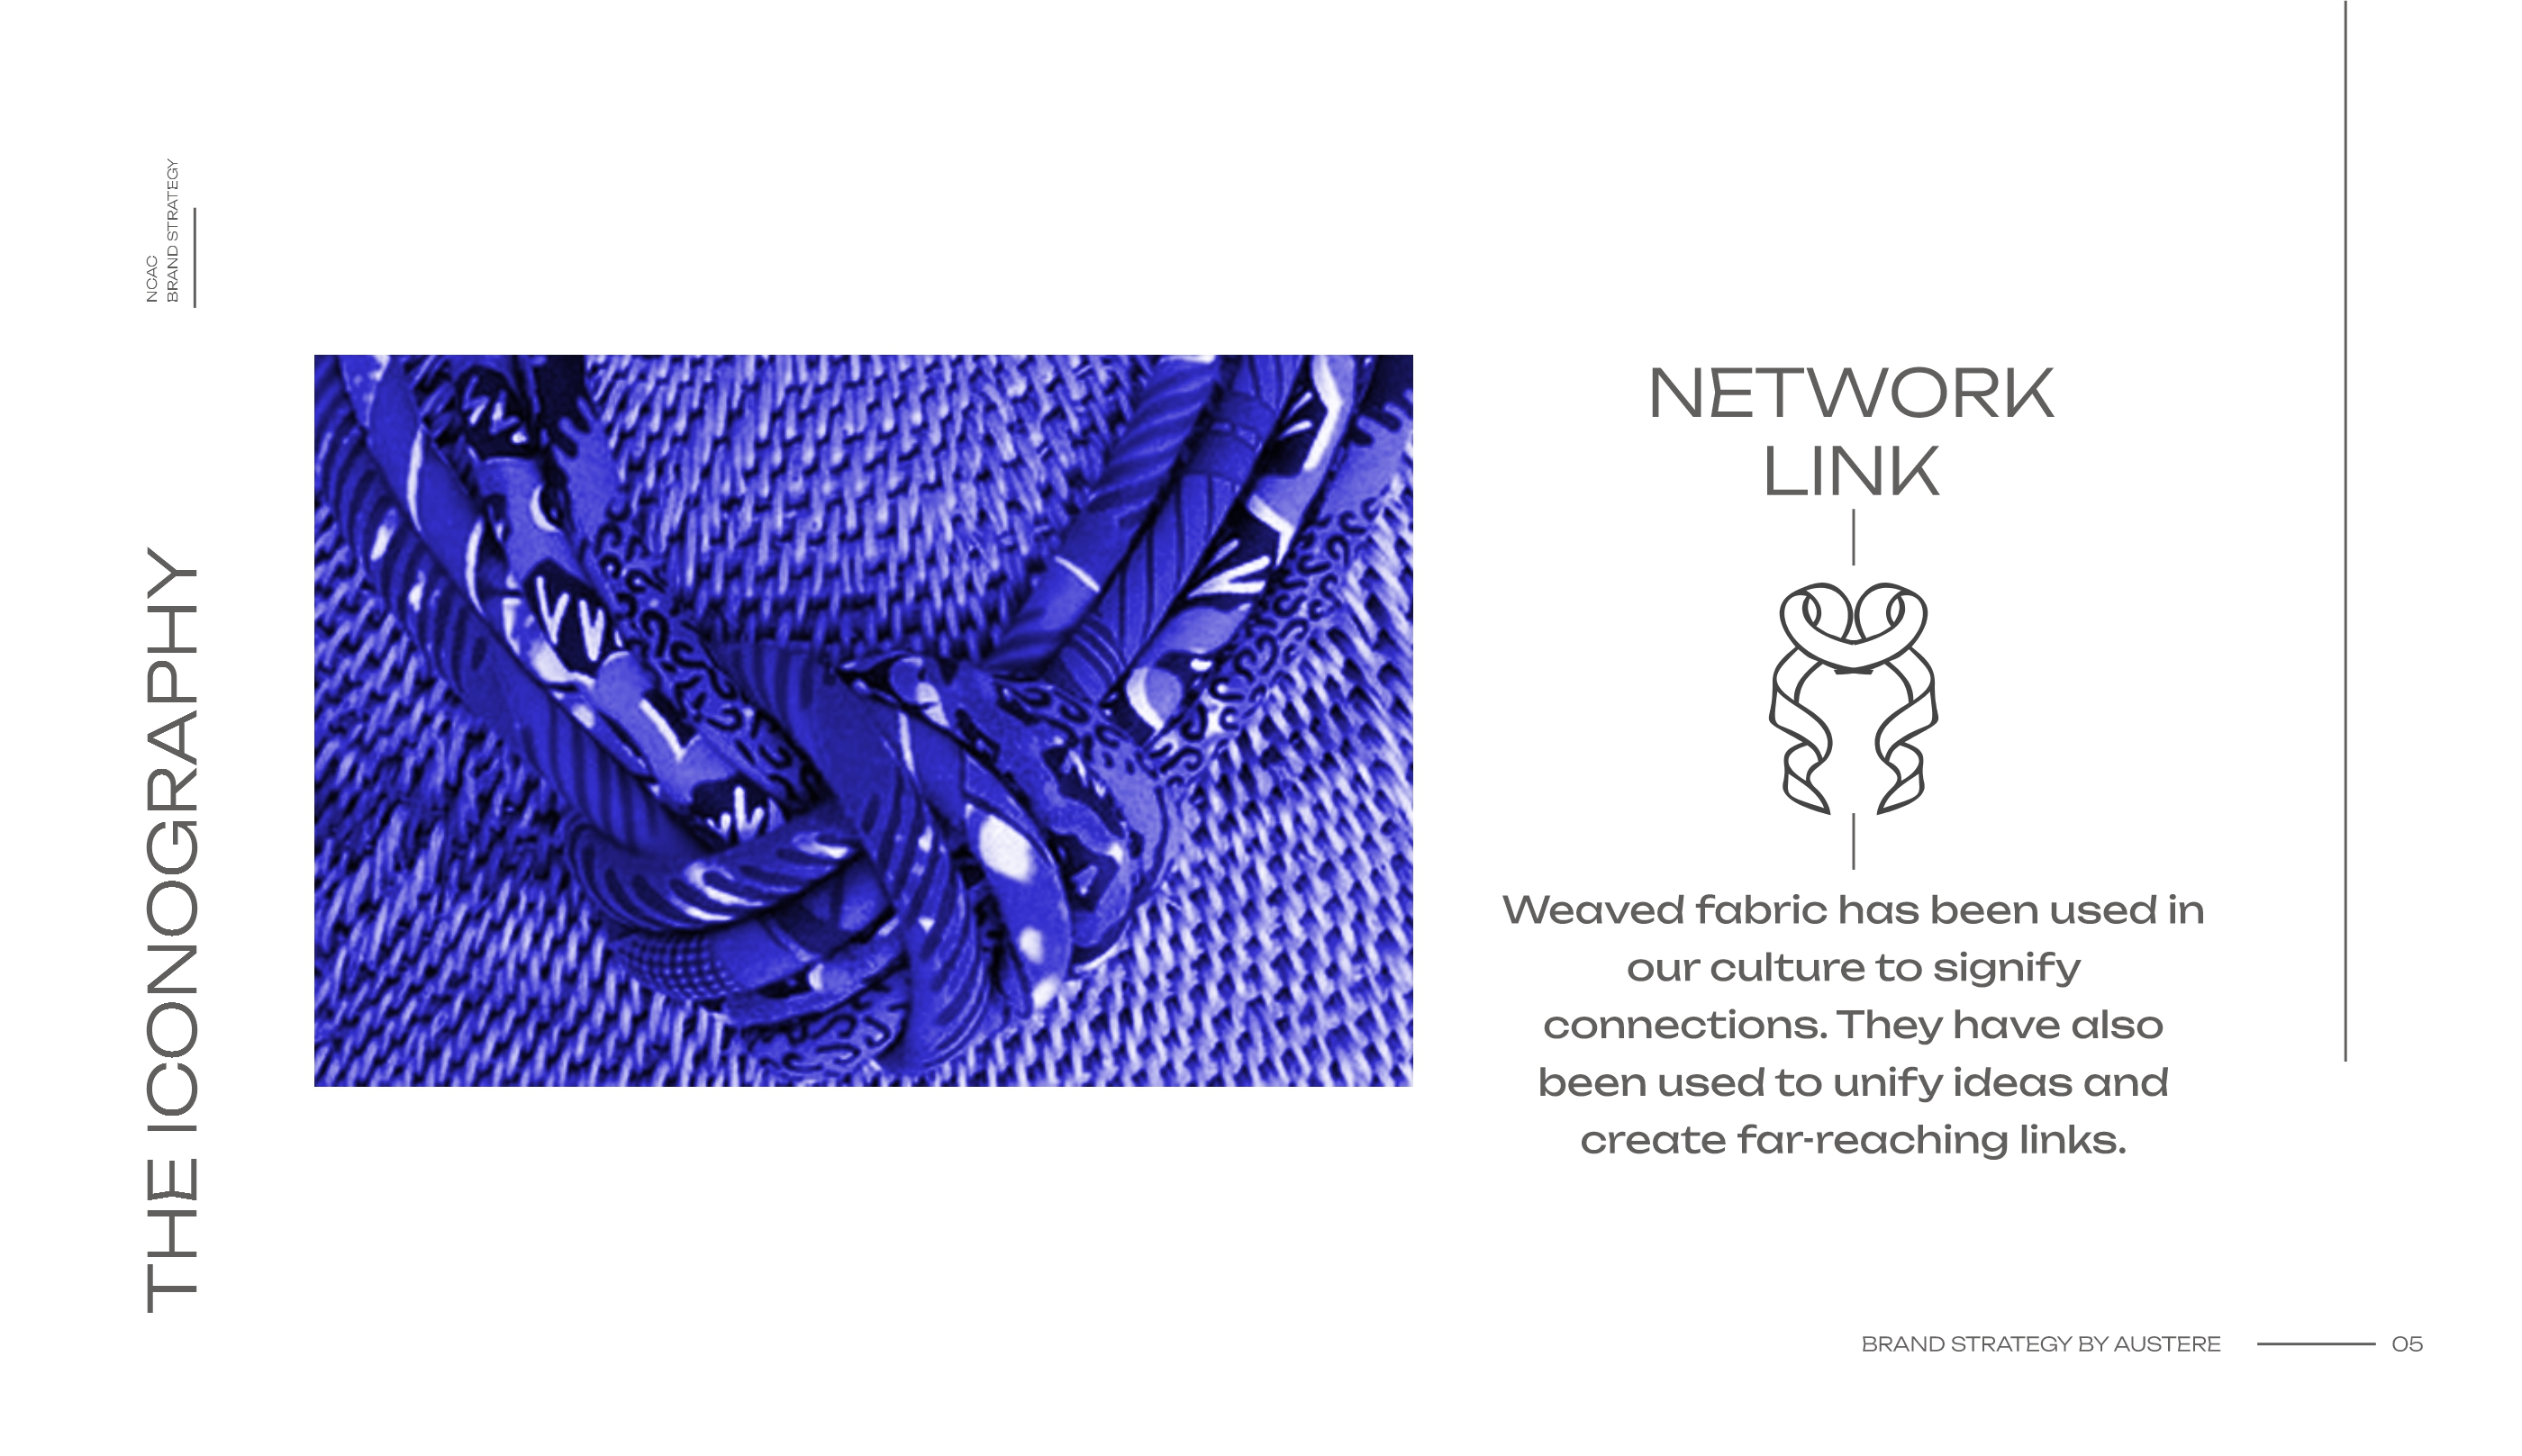 NCAC
BRAND STRATEGY
THE ICONOGRAPHY
NETWORK
LINK
Weaved fabric has been used in
our culture to signify
connections. They have also
been used to unify ideas and
create far-reaching links.
BRAND STRATEGY BY AUSTERE
05